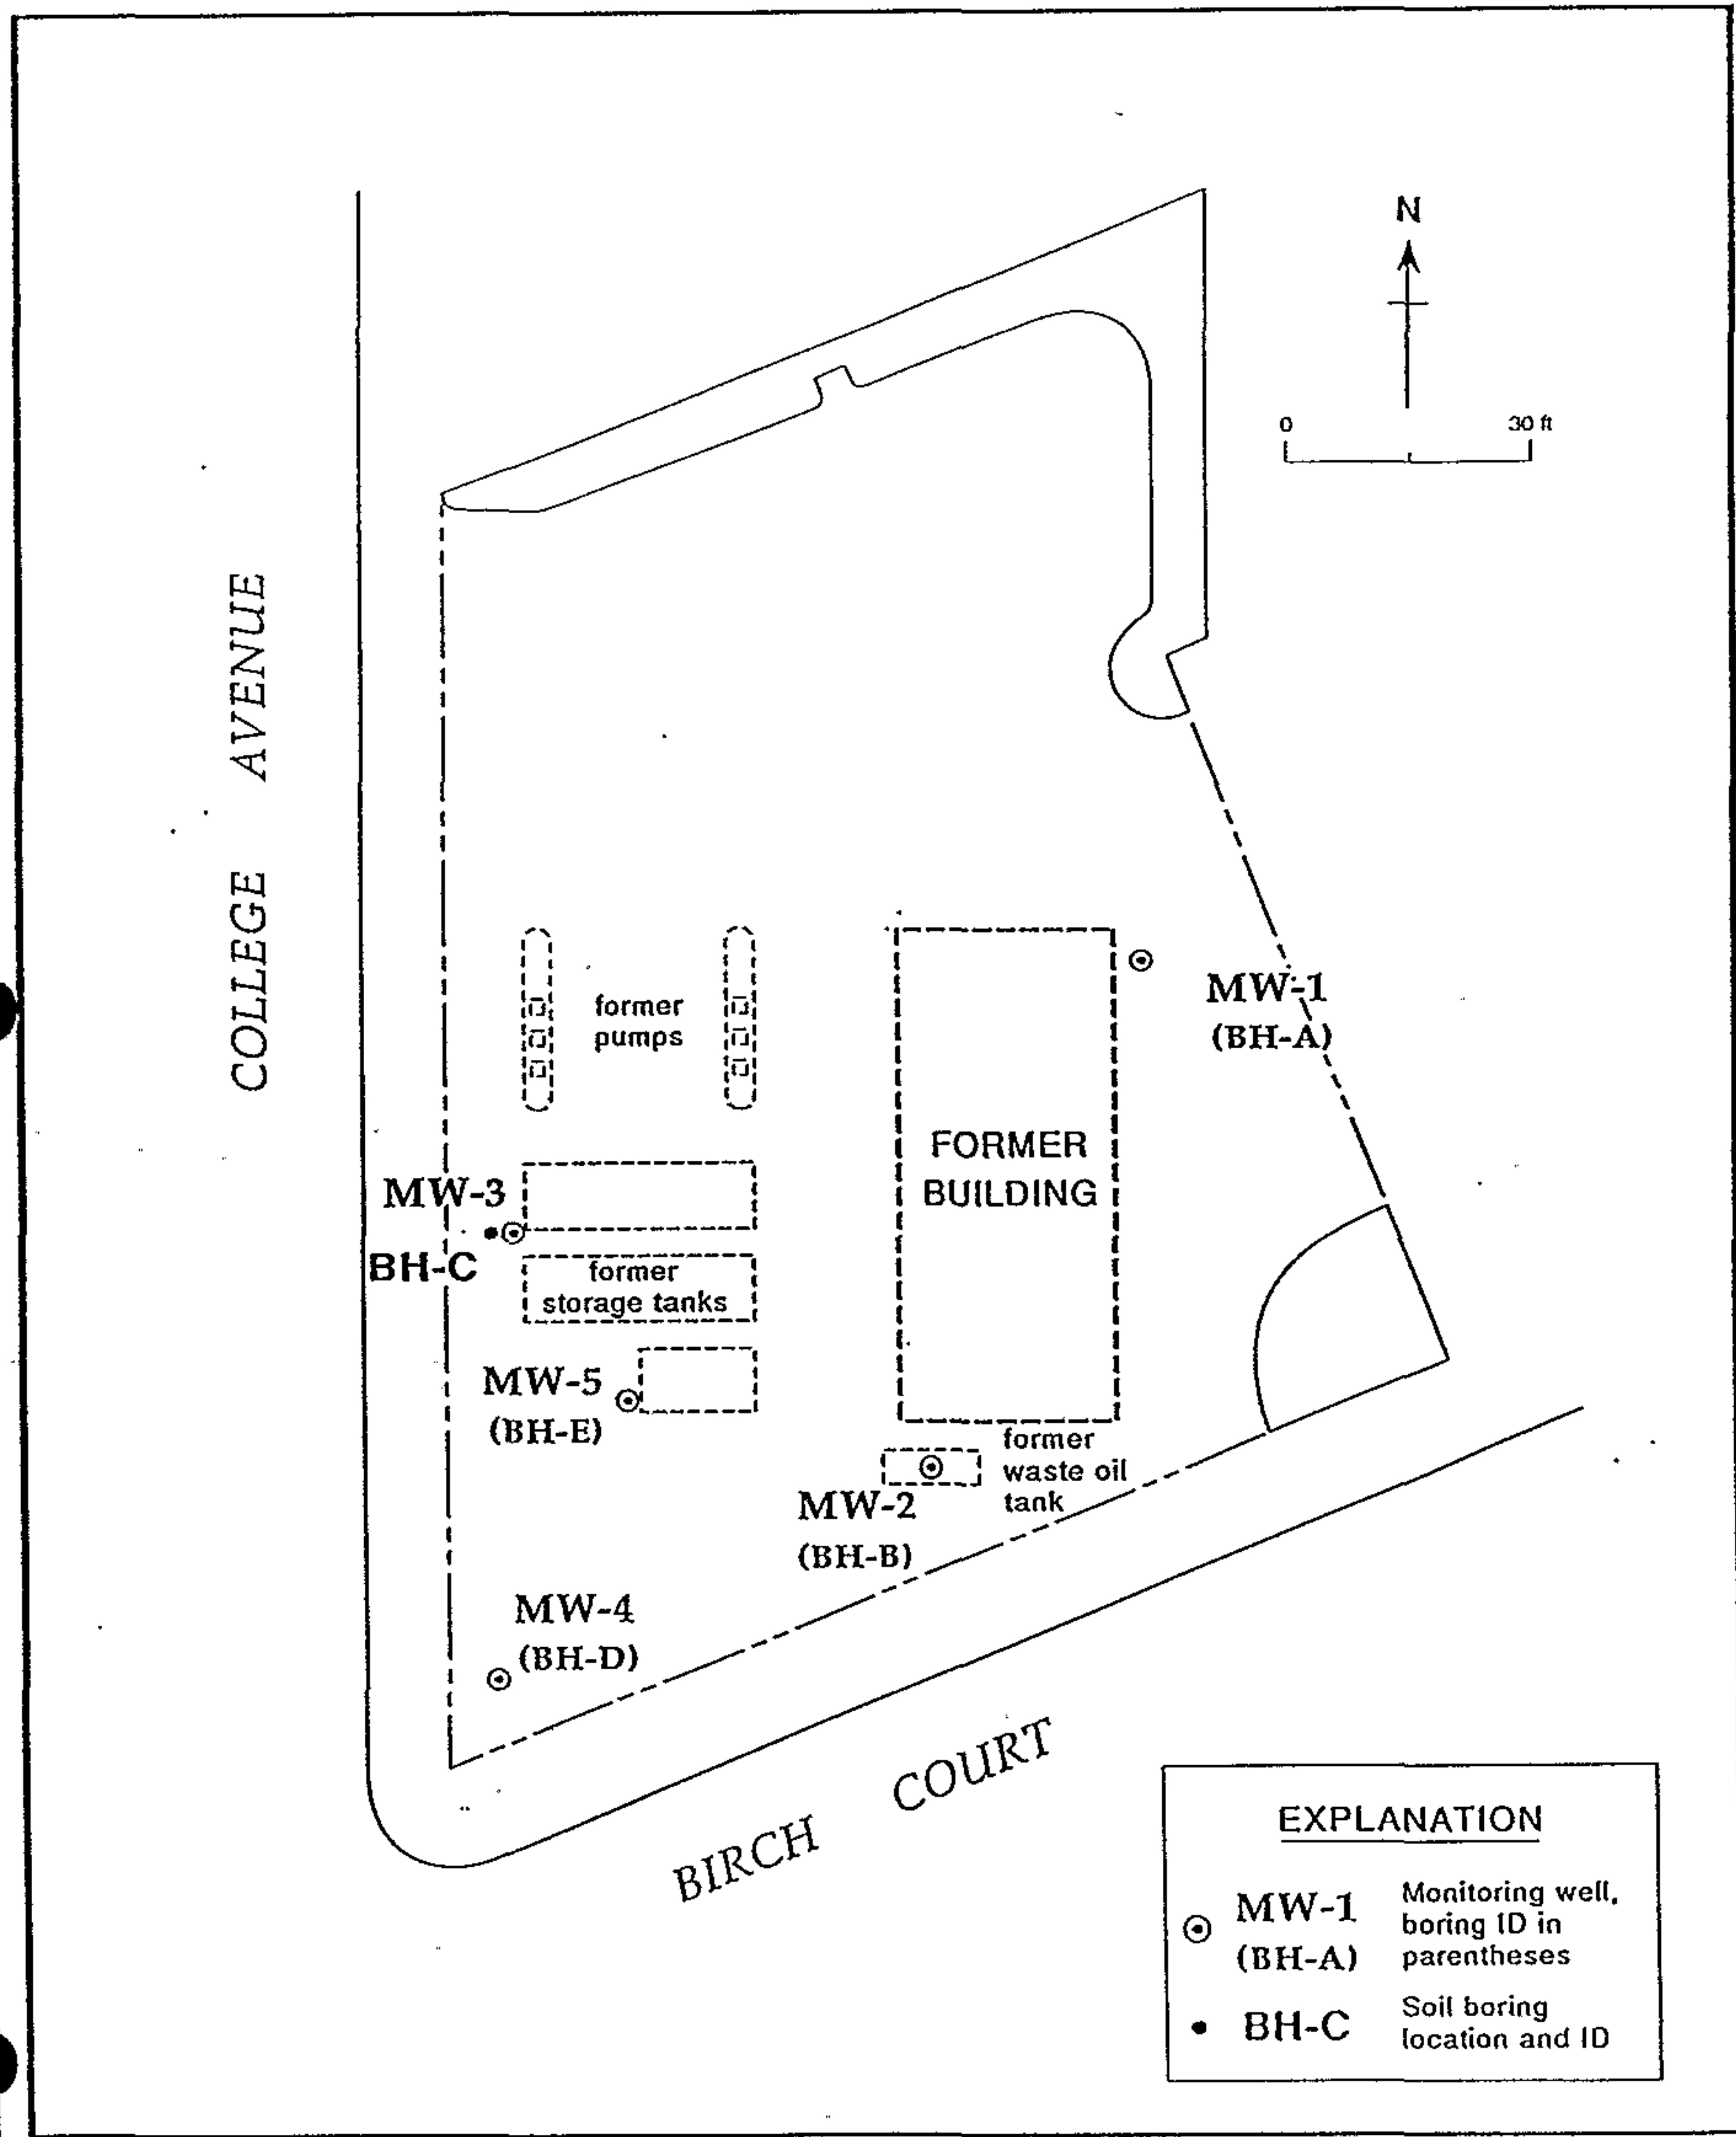 N
0 30 ft
COLLEGE AVENUE
former
pumps
MW-1
(BH-A)
FORMER
BUILDING
MW-3
BH-C
former
storage tanks
MW-5
(BH-E)
former
waste oil
tank
MW-2
(BH-B)
MW-4
(BH-D)
BIRCH COURT
EXPLANATION
MW-1
(BH-A)
Monitoring well,
boring ID in
parentheses
BH-C
Soil boring
location and ID